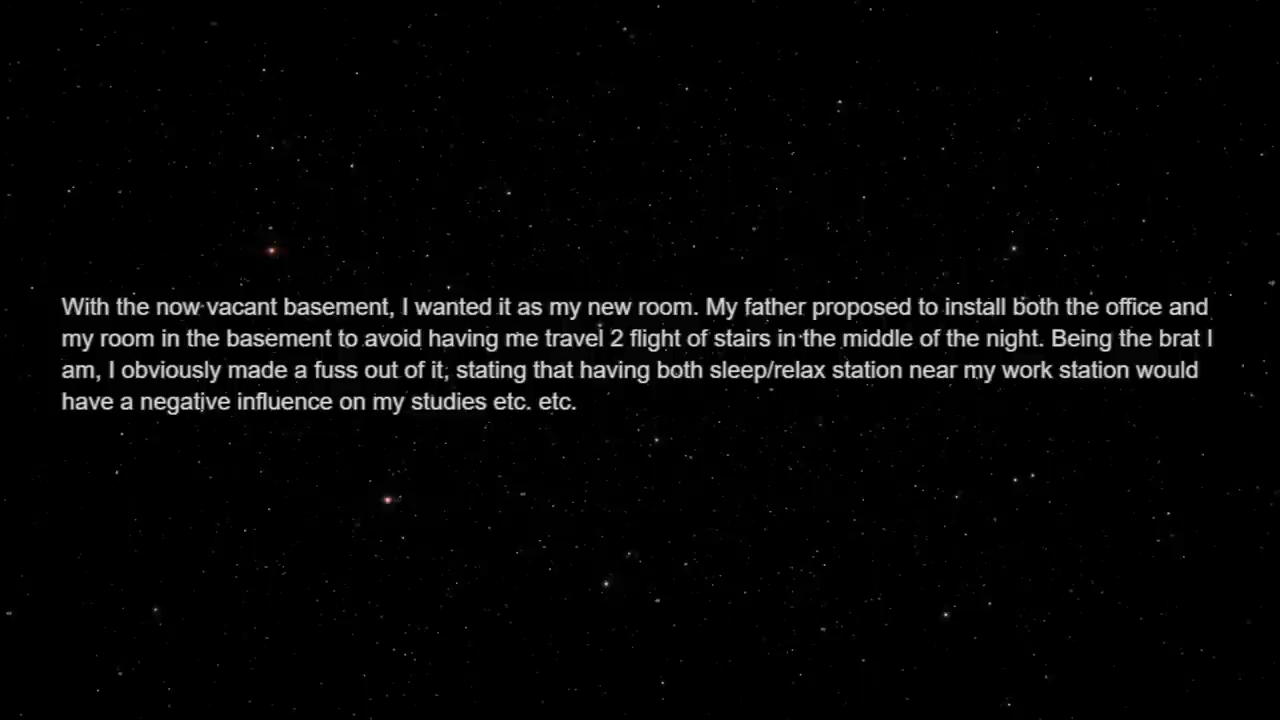 With the now vacant basement, I wanted it as my new room. My father proposed to install both the office and
my room in the basement to avoid having me travel 2 flight of stairs in the middle of the night. Being the brat I
am, I obviously made a fuss out of it, stating that having both sleep/relax station near my work station would
have a negative influence on my studies etc. etc.